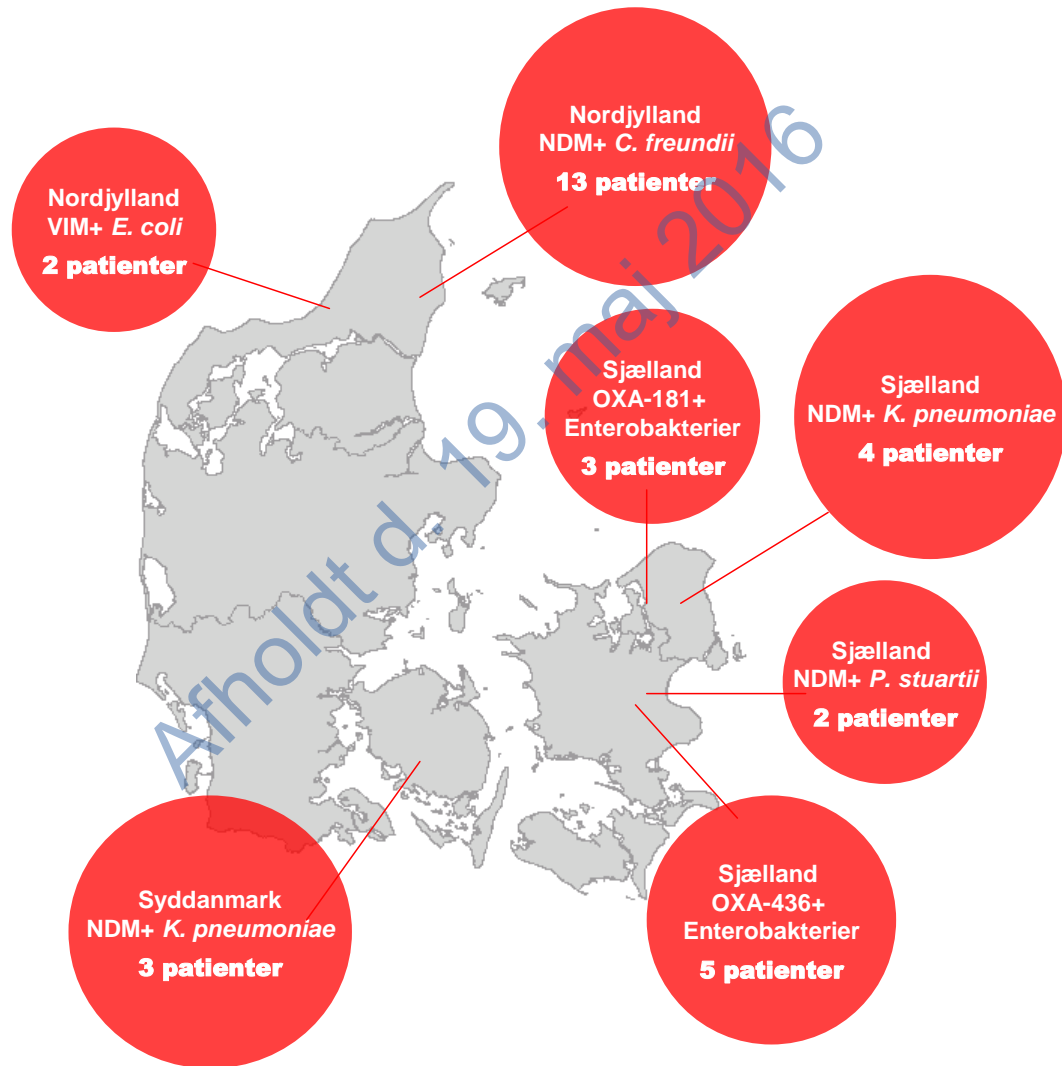 Nordjylland
NDM+ C. freundii
13 patienter
Nordjylland
VIM+ E. coli
2 patienter
Sjælland
OXA-181+
Enterobakterier
3 patienter
Sjælland
NDM+ K. pneumoniae
4 patienter
Sjælland
NDM+ P. stuartii
2 patienter
Syddanmark
NDM+ K. pneumoniae
3 patienter
Sjælland
OXA-436+
Enterobakterier
5 patienter
Afholdt d. 19. maj 2016